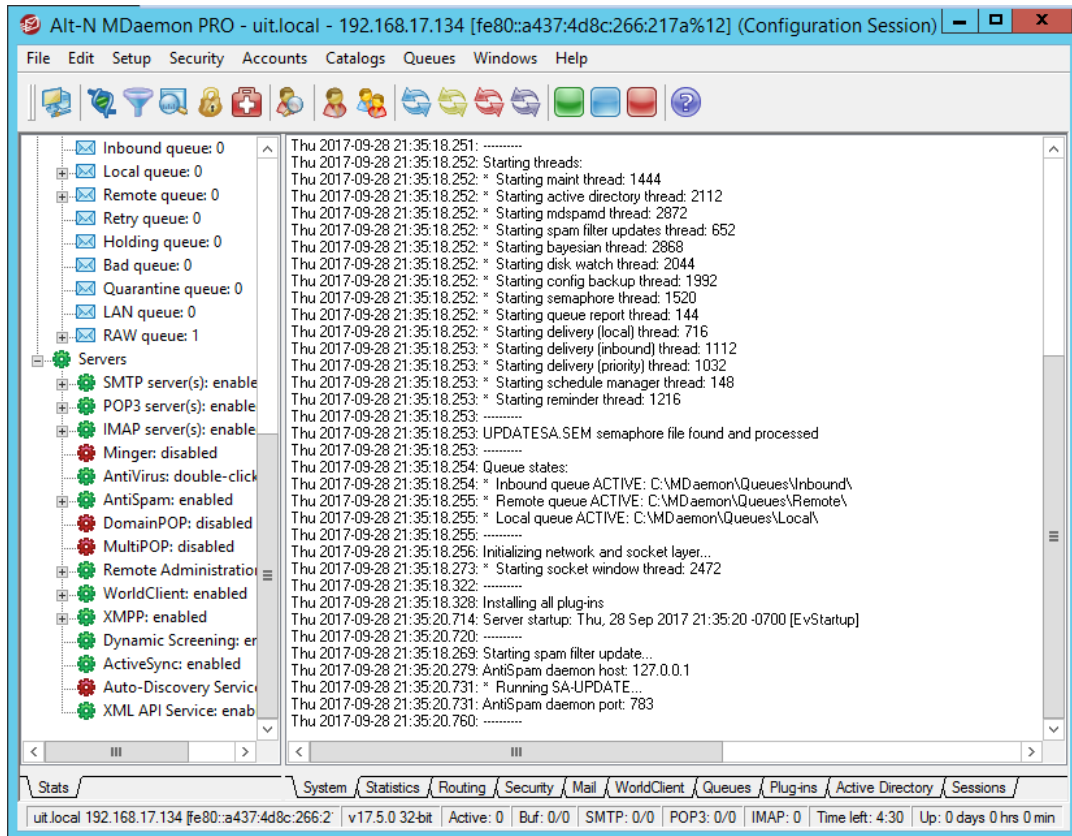 Alt-N MDaemon PRO - uit.local - 192.168.17.134 [fe80::a437:4d8c:266:217a%12] (Configuration Session)
File Edit Setup Security Accounts Catalogs Queues Windows Help
Inbound queue: 0
Local queue: 0
Remote queue: 0
Retry queue: 0
Holding queue: 0
Bad queue: 0
Quarantine queue: 0
LAN queue: 0
RAW queue: 1
Servers
SMTP server(s): enable
POP3 server(s): enable
IMAP server(s): enable
Minger: disabled
AntiVirus: double-click
AntiSpam: enabled
DomainPOP: disabled
MultiPOP: disabled
Remote Administration
WorldClient: enabled
XMPP: enabled
Dynamic Screening: er
ActiveSync: enabled
Auto-Discovery Servic
XML API Service: enab
Thu 2017-09-28 21:35:18.251: ----------
Thu 2017-09-28 21:35:18.252: Starting threads:
Thu 2017-09-28 21:35:18.252: * Starting maint thread: 1444
Thu 2017-09-28 21:35:18.252: * Starting active directory thread: 2112
Thu 2017-09-28 21:35:18.252: * Starting mdspamd thread: 2872
Thu 2017-09-28 21:35:18.252: * Starting spam filter updates thread: 652
Thu 2017-09-28 21:35:18.252: * Starting bayesian thread: 2868
Thu 2017-09-28 21:35:18.252: * Starting disk watch thread: 2044
Thu 2017-09-28 21:35:18.252: * Starting config backup thread: 1992
Thu 2017-09-28 21:35:18.252: * Starting semaphore thread: 1520
Thu 2017-09-28 21:35:18.252: * Starting queue report thread: 144
Thu 2017-09-28 21:35:18.252: * Starting delivery (local) thread: 716
Thu 2017-09-28 21:35:18.253: * Starting delivery (inbound) thread: 1112
Thu 2017-09-28 21:35:18.253: * Starting delivery (priority) thread: 1032
Thu 2017-09-28 21:35:18.253: * Starting schedule manager thread: 148
Thu 2017-09-28 21:35:18.253: * Starting reminder thread: 1216
Thu 2017-09-28 21:35:18.253: ----------
Thu 2017-09-28 21:35:18.253: UPDATESA.SEM semaphore file found and processed
Thu 2017-09-28 21:35:18.253: ----------
Thu 2017-09-28 21:35:18.254: Queue states:
Thu 2017-09-28 21:35:18.254: * Inbound queue ACTIVE: C:\MDaemon\Queues\Inbound\
Thu 2017-09-28 21:35:18.255: * Remote queue ACTIVE: C:\MDaemon\Queues\Remote\
Thu 2017-09-28 21:35:18.255: * Local queue ACTIVE: C:\MDaemon\Queues\Local\
Thu 2017-09-28 21:35:18.255: ----------
Thu 2017-09-28 21:35:18.256: Initializing network and socket layer...
Thu 2017-09-28 21:35:18.273: * Starting socket window thread: 2472
Thu 2017-09-28 21:35:18.322: ----------
Thu 2017-09-28 21:35:18.328: Installing all plug-ins
Thu 2017-09-28 21:35:20.714: Server startup: Thu, 28 Sep 2017 21:35:20 -0700 [EvStartup]
Thu 2017-09-28 21:35:20.720: ----------
Thu 2017-09-28 21:35:18.269: Starting spam filter update...
Thu 2017-09-28 21:35:20.279: AntiSpam daemon host: 127.0.0.1
Thu 2017-09-28 21:35:20.731: * Running SA-UPDATE...
Thu 2017-09-28 21:35:20.731: AntiSpam daemon port: 783
Thu 2017-09-28 21:35:20.760: ----------
Stats
System Statistics Routing Security Mail WorldClient Queues Plug-ins Active Directory Sessions
uit.local 192.168.17.134 [fe80::a437:4d8c:266:2 v17.5.0 32-bit Active: 0 Buf: 0/0 SMTP: 0/0 POP3: 0/0 IMAP: 0 Time left: 4:30 Up: 0 days 0 hrs 0 min